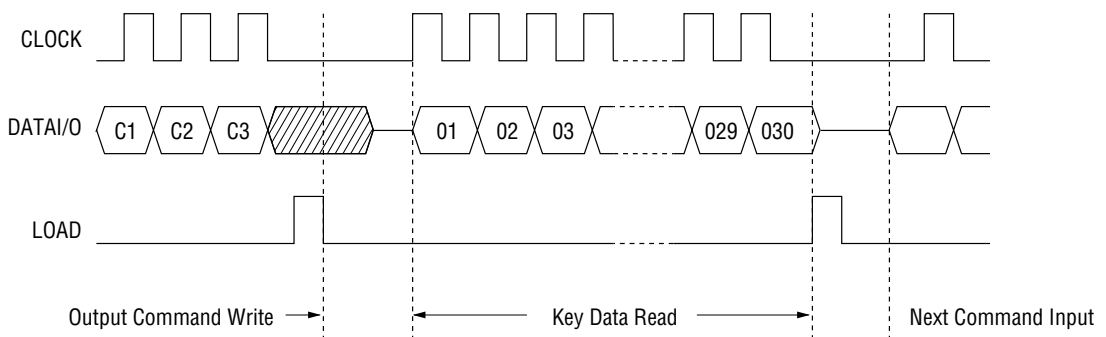 CLOCK
DATAI/O C1 C2 C3 01 02 03 029 030
LOAD
Output Command Write Key Data Read Next Command Input